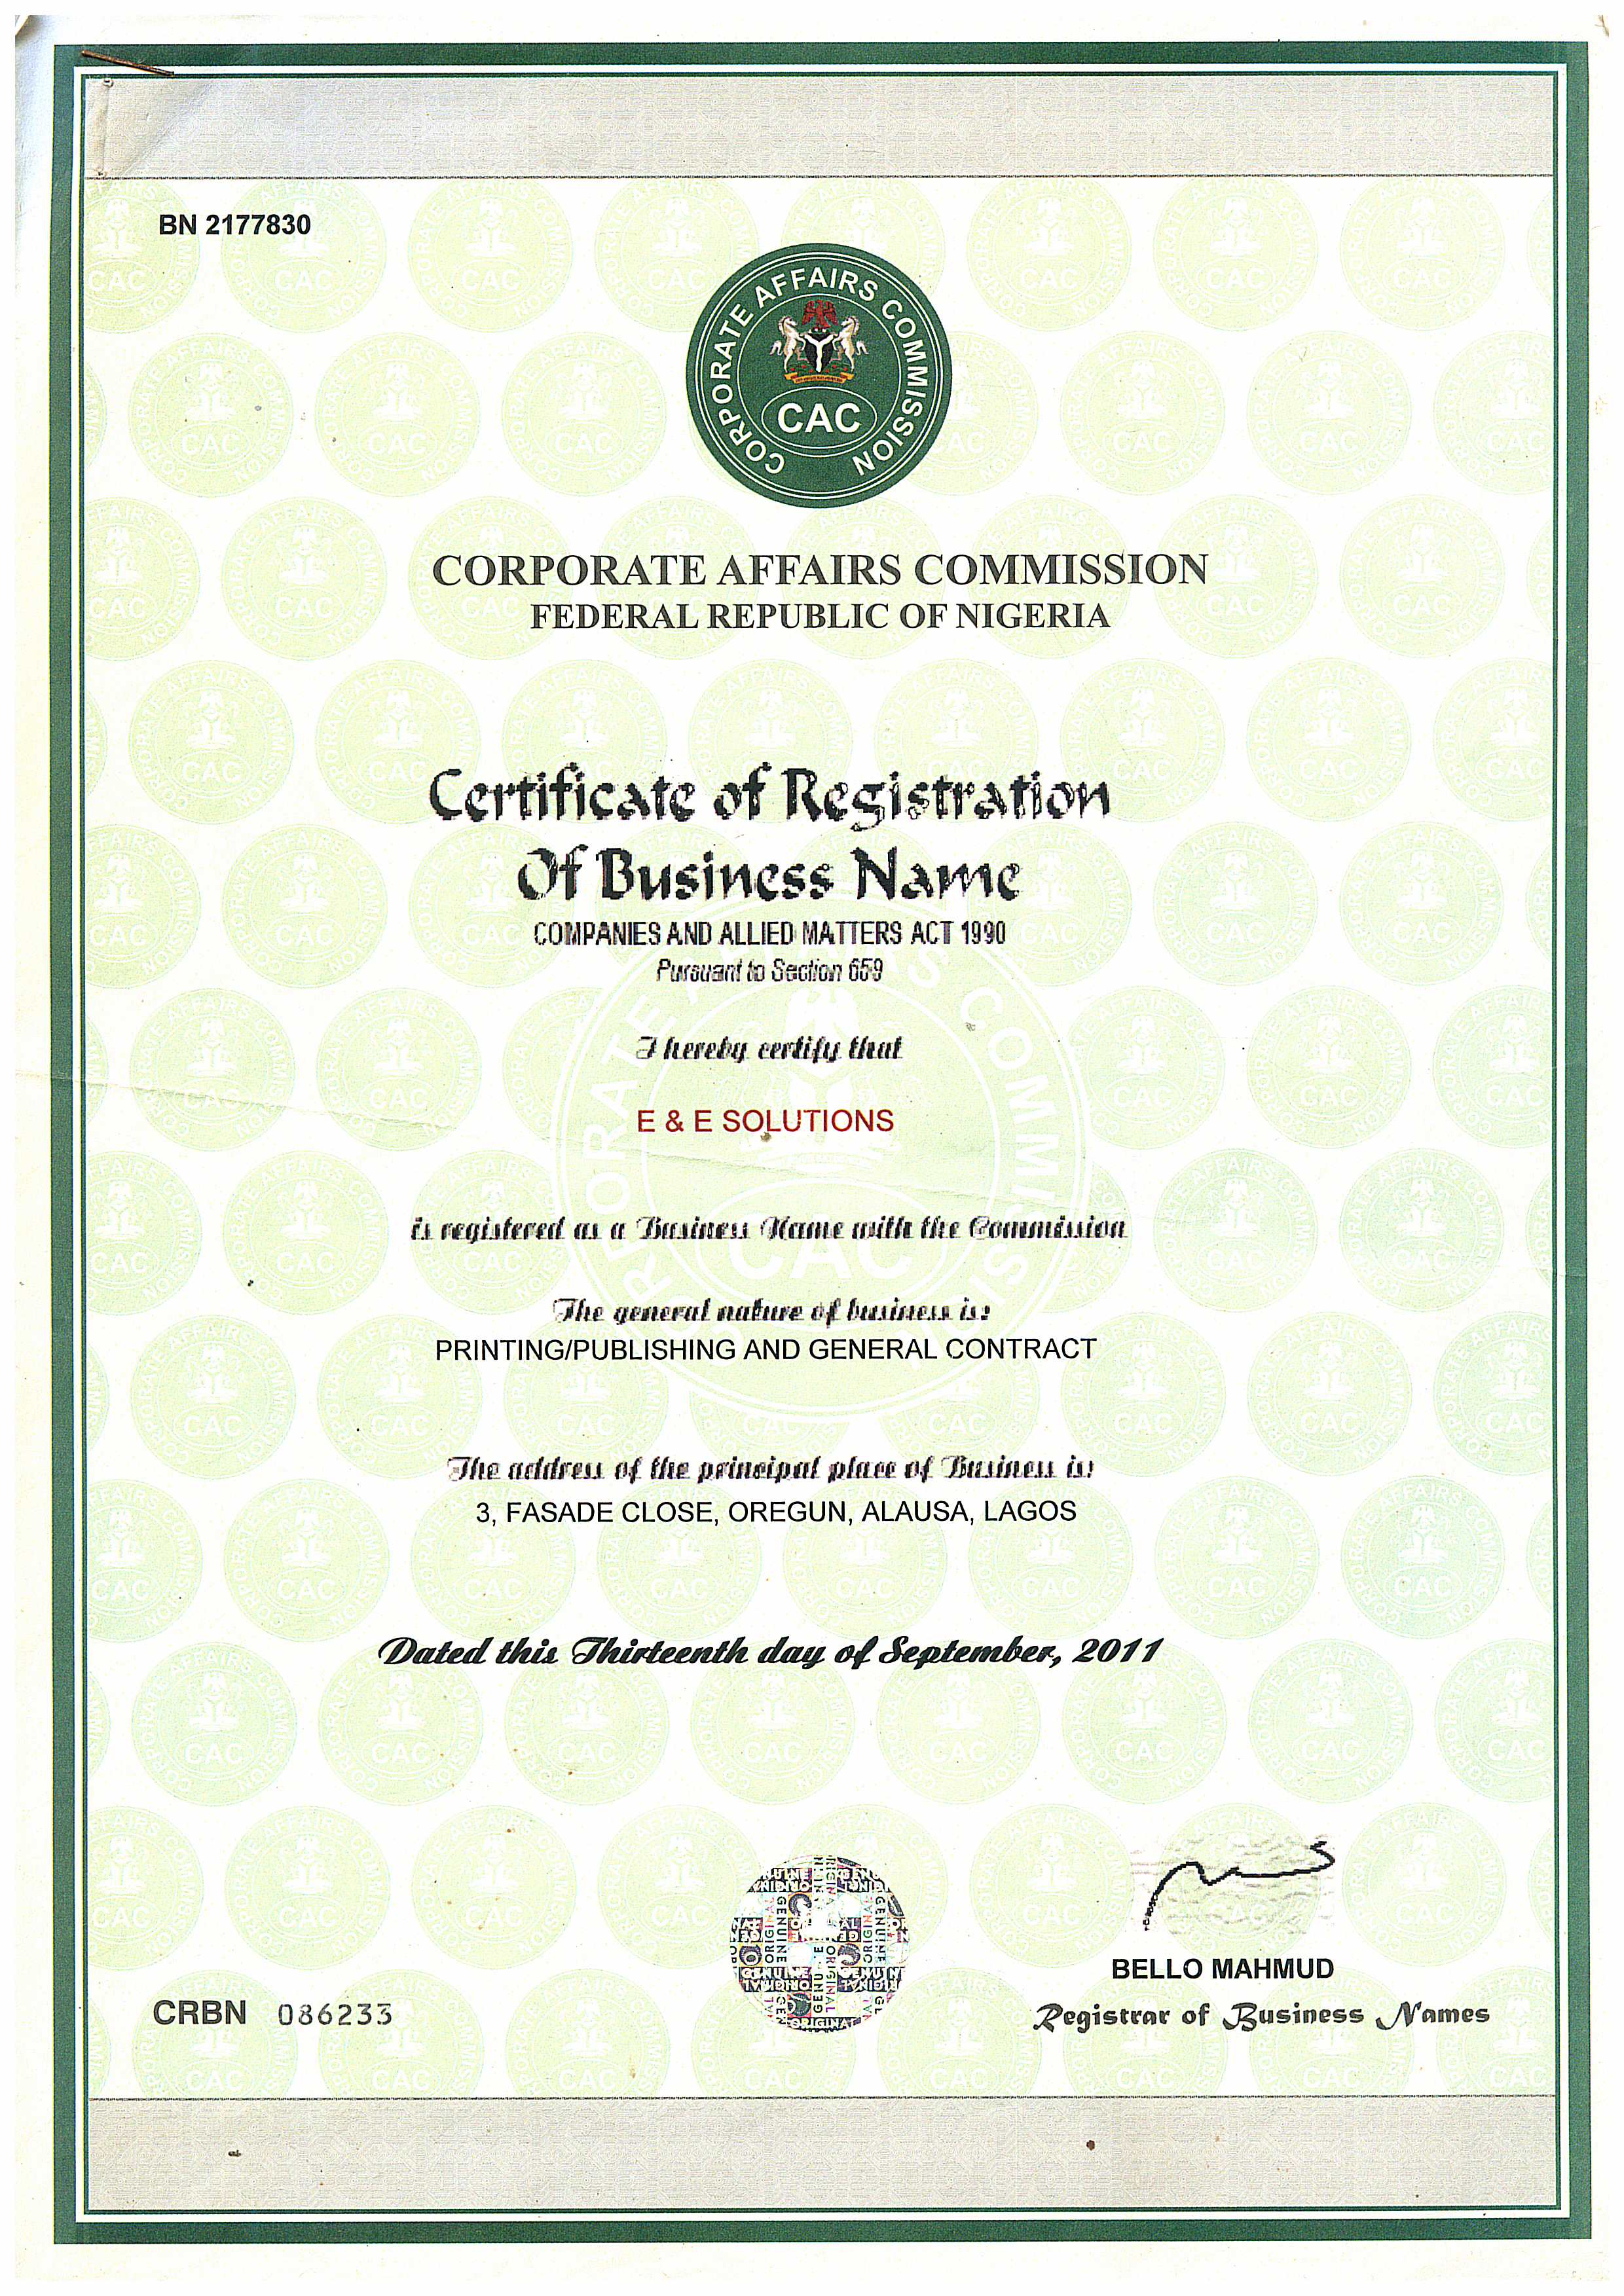 BN 2177830
CORPORATE AFFAIRS COMMISSION
CAC
CORPORATE AFFAIRS COMMISSION
FEDERAL REPUBLIC OF NIGERIA
Certificate of Registration
Of Business Name
COMPANIES AND ALLIED MATTERS ACT 1990
Pursuant to Section 659
I hereby certify that
E & E SOLUTIONS
is registered as a Business Name with the Commission
The general nature of business is:
PRINTING/PUBLISHING AND GENERAL CONTRACT
The address of the principal place of Business is:
3, FASADE CLOSE, OREGUN, ALAUSA, LAGOS
Dated this Thirteenth day of September, 2011
GENUINE ORIGINAL
BELLO MAHMUD
CRBN 086233
Registrar of Business Names